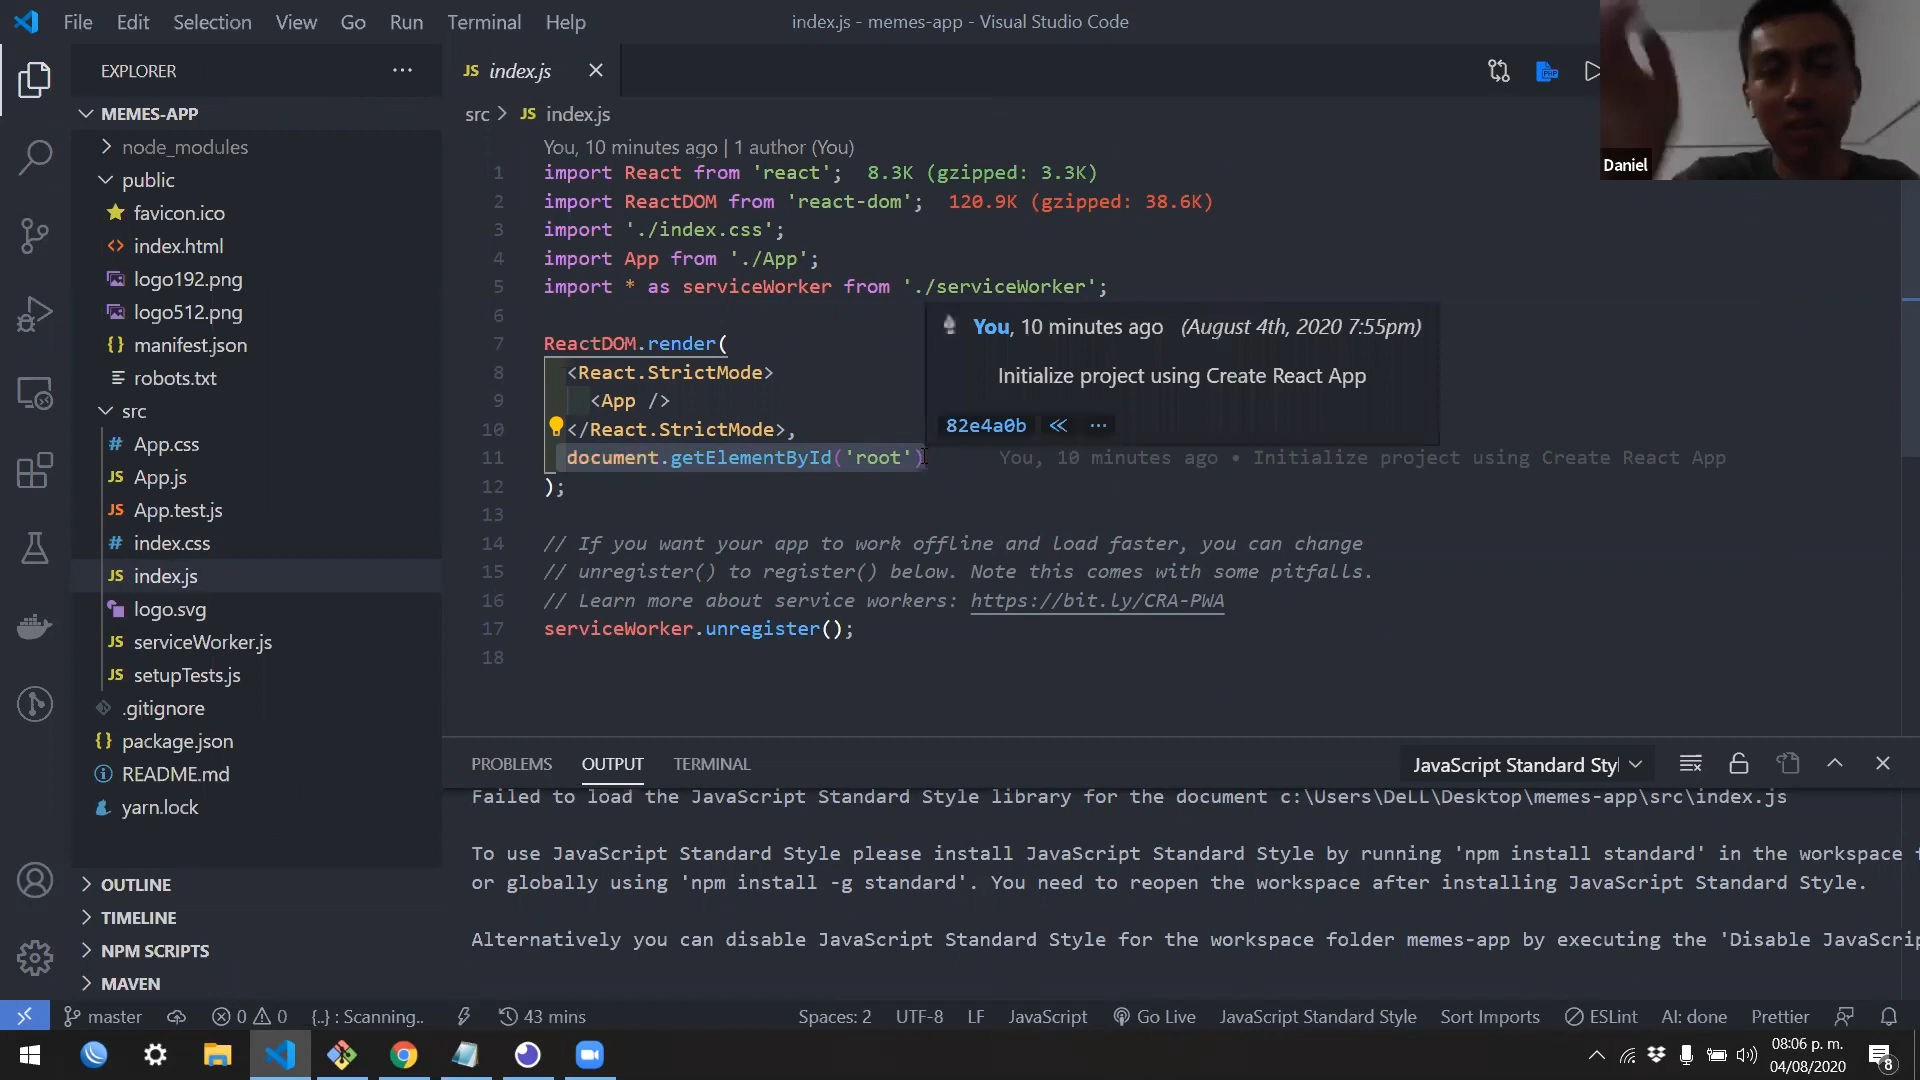 File Edit Selection View Go Run Terminal Help
index.js - memes-app - Visual Studio Code
EXPLORER
JS index.js
Daniel
MEMES-APP
src > JS index.js
node_modules
public
favicon.ico
<> index.html
logo192.png
logo512.png
{} manifest.json
robots.txt
src
# App.css
JS App.js
JS App.test.js
# index.css
JS index.js
logo.svg
JS serviceWorker.js
JS setupTests.js
.gitignore
{} package.json
README.md
yarn.lock
OUTLINE
TIMELINE
NPM SCRIPTS
MAVEN
You, 10 minutes ago | 1 author (You)
1 import React from 'react'; 8.3K (gzipped: 3.3K)
2 import ReactDOM from 'react-dom'; 120.9K (gzipped: 38.6K)
3 import './index.css';
4 import App from './App';
5 import * as serviceWorker from './serviceWorker';
6
7 ReactDOM.render(
8 <React.StrictMode>
9 <App />
10 </React.StrictMode>,
11 document.getElementById('root') You, 10 minutes ago • Initialize project using Create React App
12 );
13
14 // If you want your app to work offline and load faster, you can change
15 // unregister() to register() below. Note this comes with some pitfalls.
16 // Learn more about service workers: https://bit.ly/CRA-PWA
17 serviceWorker.unregister();
18
You, 10 minutes ago (August 4th, 2020 7:55pm)
Initialize project using Create React App
82e4a0b
PROBLEMS OUTPUT TERMINAL
JavaScript Standard Sty
Failed to load the JavaScript Standard Style library for the document c:\Users\DeLL\Desktop\memes-app\src\index.js
To use JavaScript Standard Style please install JavaScript Standard Style by running 'npm install standard' in the workspace f
or globally using 'npm install -g standard'. You need to reopen the workspace after installing JavaScript Standard Style.
Alternatively you can disable JavaScript Standard Style for the workspace folder memes-app by executing the 'Disable JavaScrip
master 0 0 {..} : Scanning.. 43 mins Spaces: 2 UTF-8 LF JavaScript Go Live JavaScript Standard Style Sort Imports ESLint AI: done Prettier
PHP
08:06 p. m.
04/08/2020
8